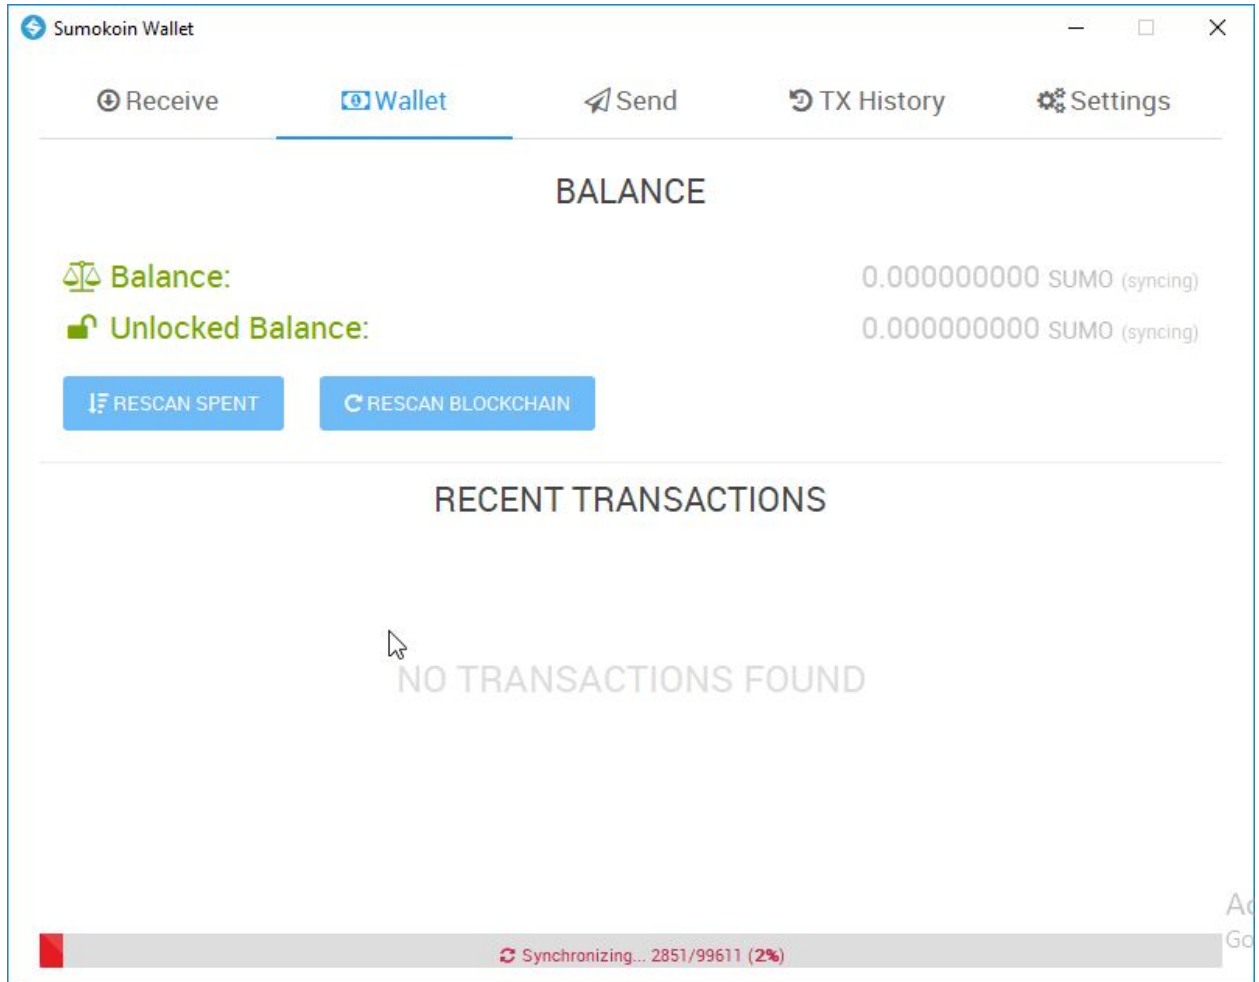 Sumokoin Wallet
Receive Wallet Send TX History Settings
BALANCE
Balance: 0.000000000 SUMO (syncing)
Unlocked Balance: 0.000000000 SUMO (syncing)
RESCAN SPENT RESCAN BLOCKCHAIN
RECENT TRANSACTIONS
NO TRANSACTIONS FOUND
Synchronizing... 2851/99611 (2%)